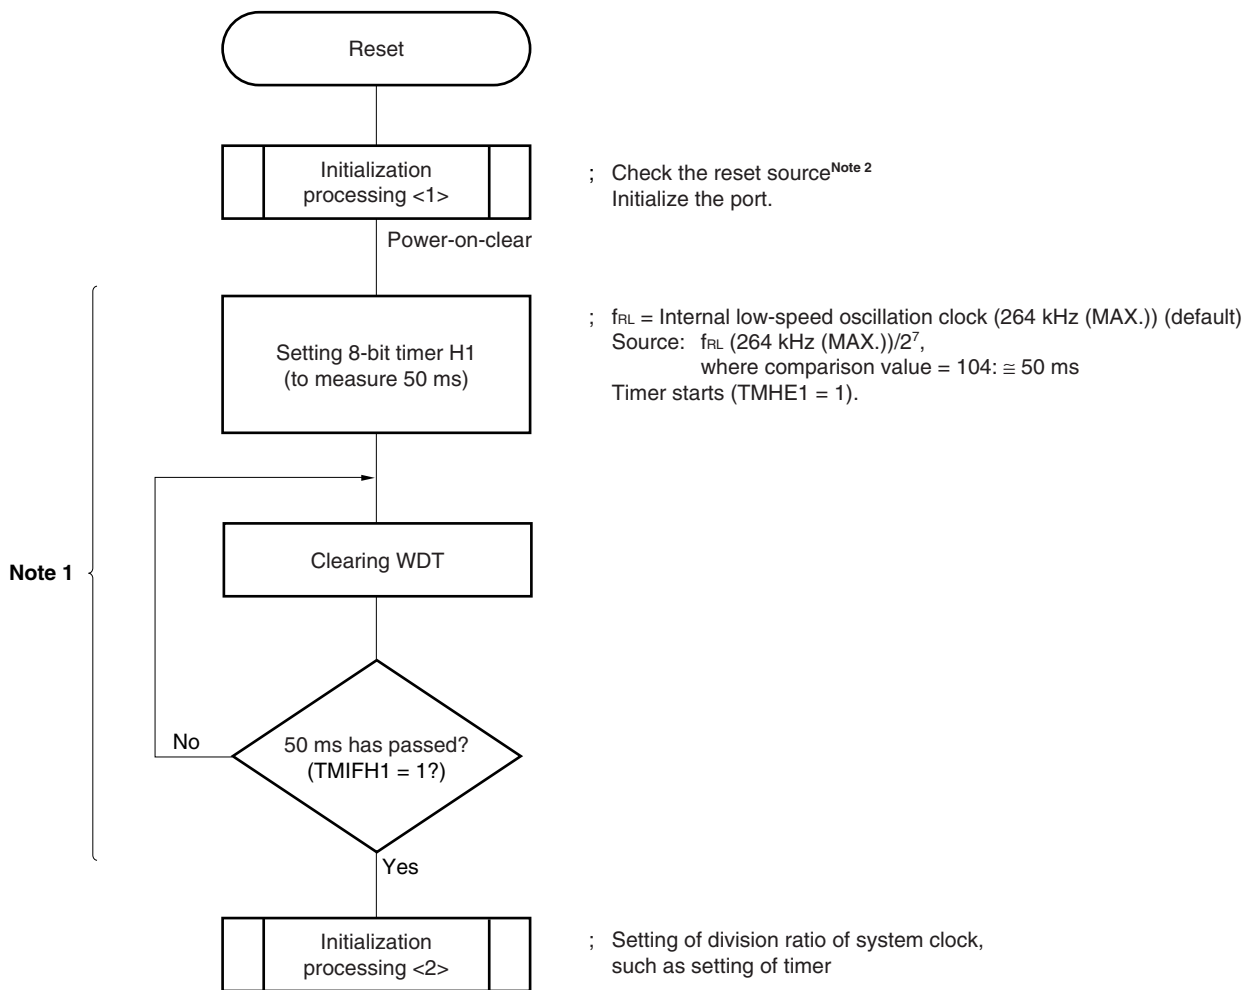 Reset
Initialization
processing <1>
; Check the reset sourceNote 2
Initialize the port.
Power-on-clear
Setting 8-bit timer H1
(to measure 50 ms)
; fRL = Internal low-speed oscillation clock (264 kHz (MAX.)) (default)
Source: fRL (264 kHz (MAX.))/2⁷,
where comparison value = 104: ≅ 50 ms
Timer starts (TMHE1 = 1).
Note 1
Clearing WDT
No
50 ms has passed?
(TMIFH1 = 1?)
Yes
Initialization
processing <2>
; Setting of division ratio of system clock,
such as setting of timer